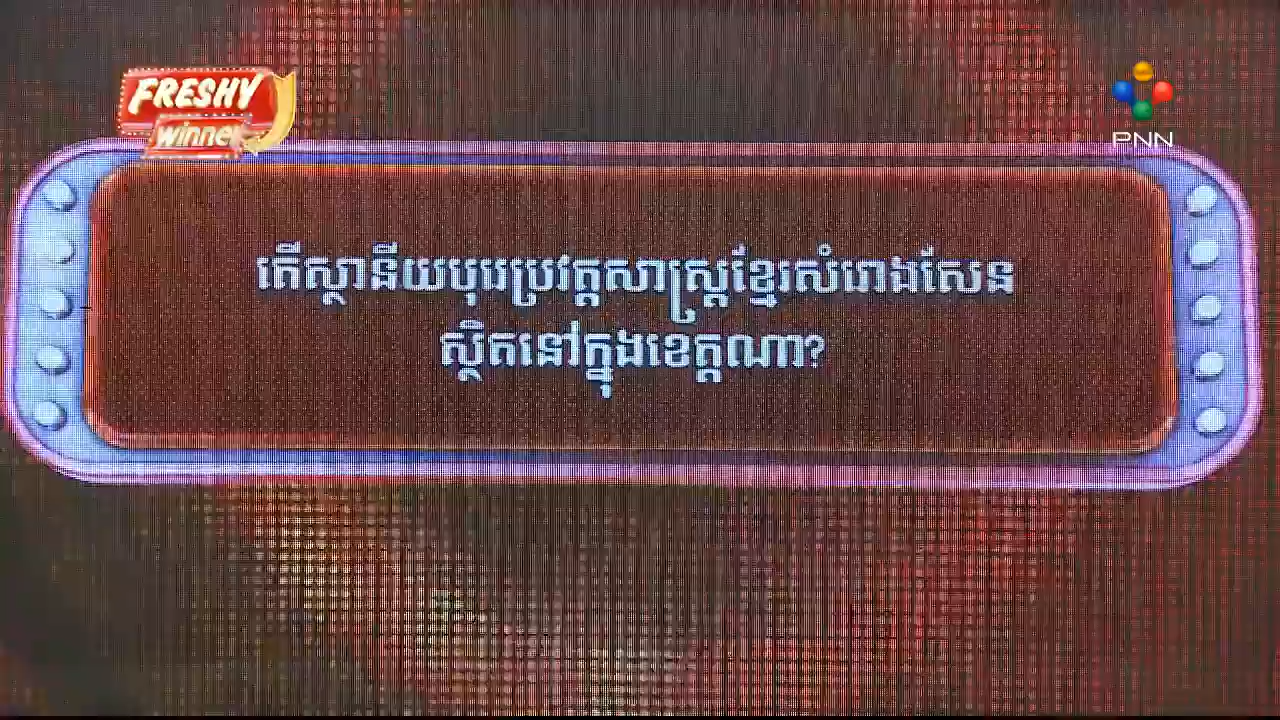 FRESHY
winner
PNN
តើស្ថានីយបុរេប្រវត្តសាស្ត្រខ្មែរសំរោងសែន
ស្ថិតនៅក្នុងខេត្តណា?